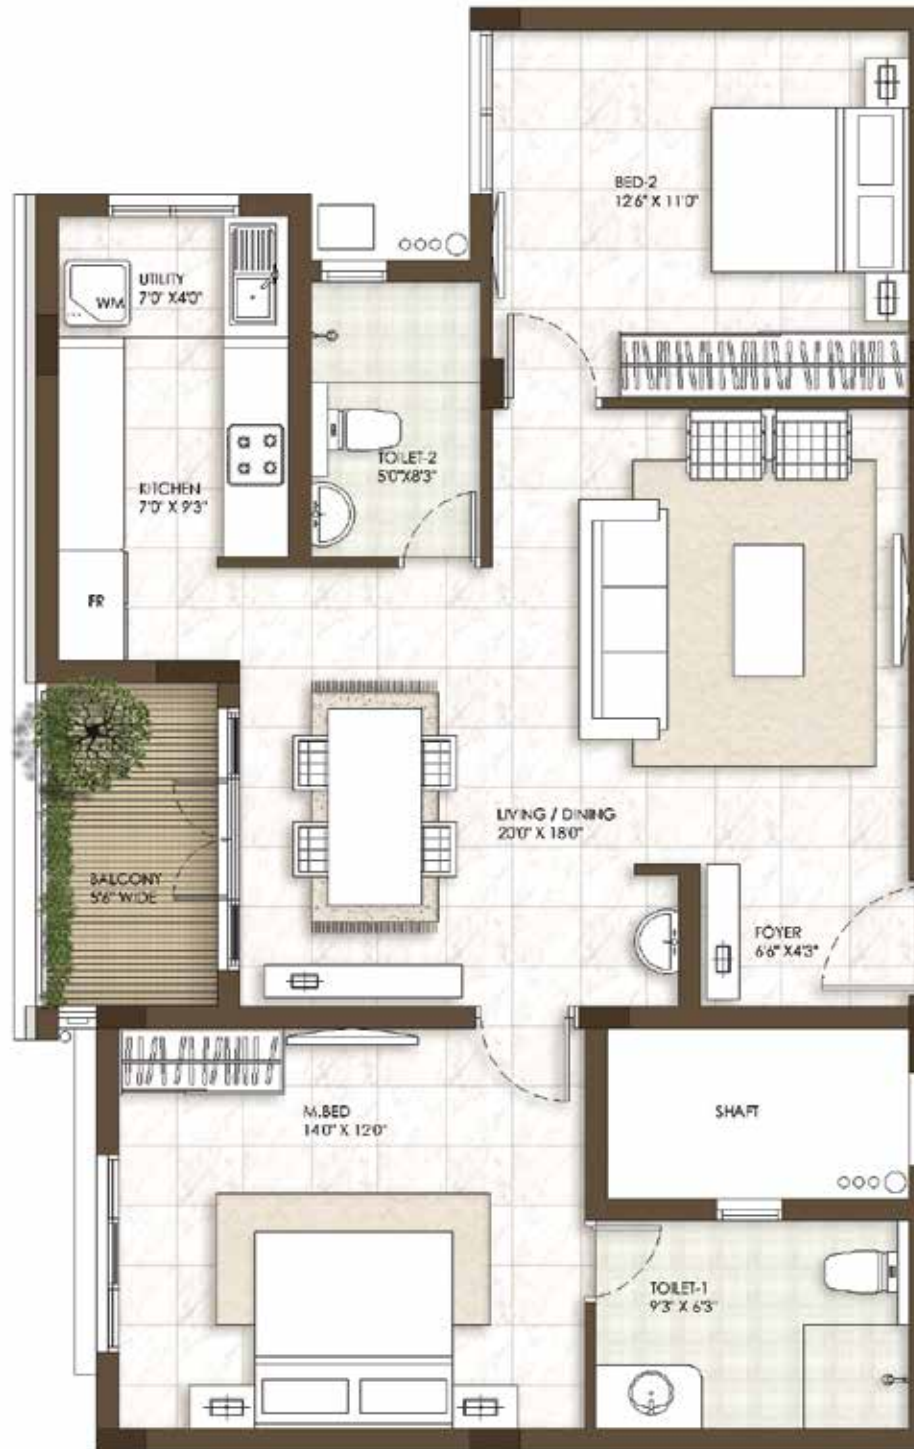 BED-2
12'6" X 11'0"
UTILITY
7'0" X4'0"
WM
TOILET-2
5'0"X8'3"
KITCHEN
7'0" X 9'3"
FR
LIVING / DINING
20'0" X 18'0"
BALCONY
5'6" WIDE
FOYER
6'6" X4'3"
M.BED
14'0" X 12'0"
SHAFT
TOILET-1
9'3" X 6'3"